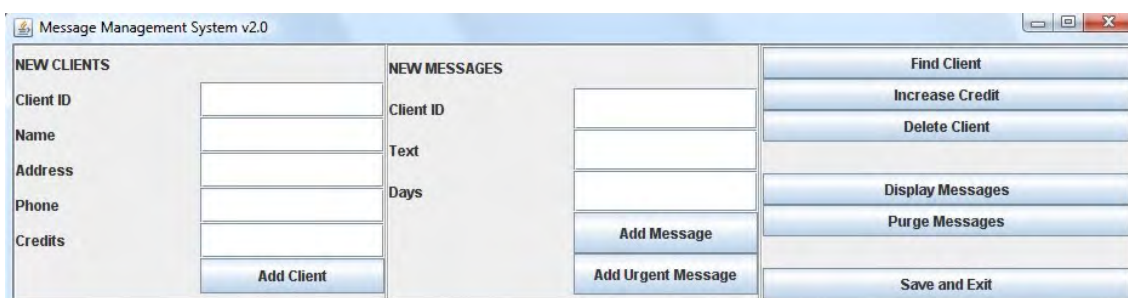 Message Management System v2.0
NEW CLIENTS
Client ID
Name
Address
Phone
Credits
Add Client
NEW MESSAGES
Client ID
Text
Days
Add Message
Add Urgent Message
Find Client
Increase Credit
Delete Client
Display Messages
Purge Messages
Save and Exit